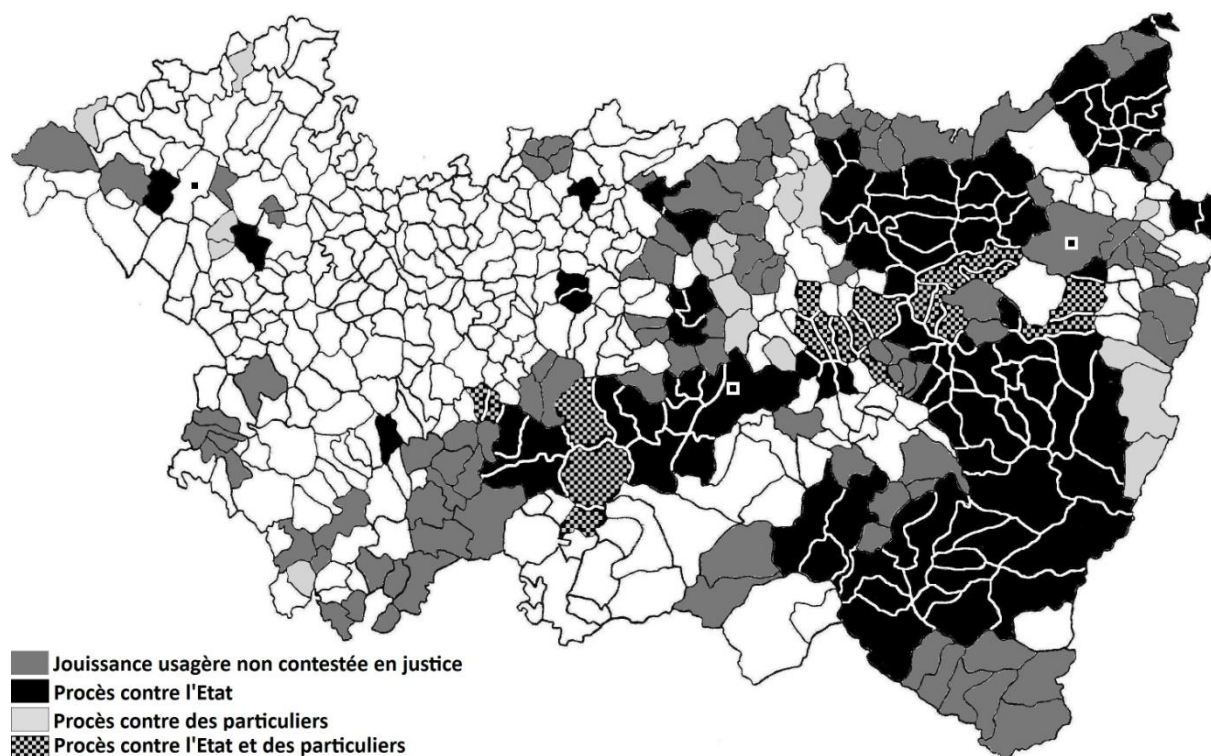 Jouissance usagère non contestée en justice
Procès contre l'Etat
Procès contre des particuliers
Procès contre l'Etat et des particuliers